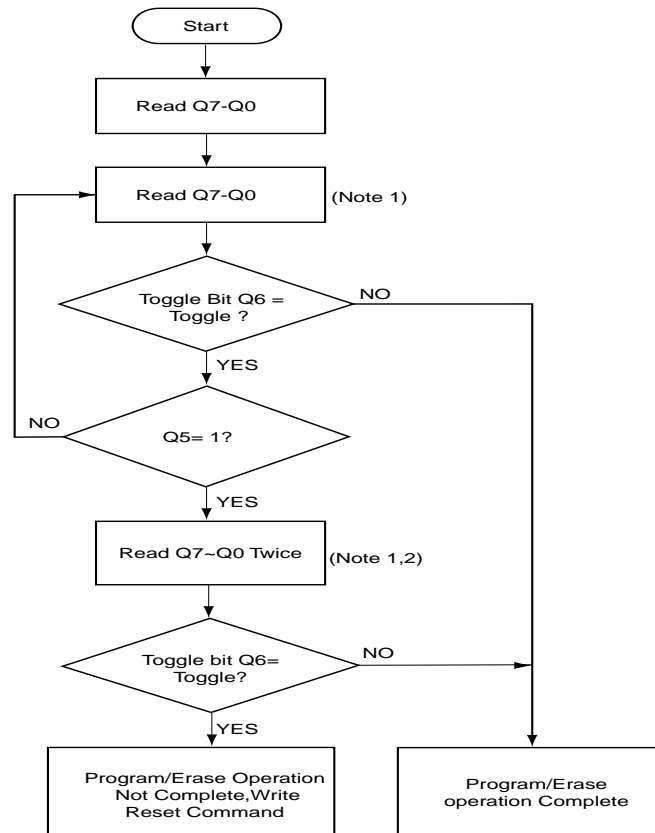 Start
Read Q7-Q0
Read Q7-Q0
(Note 1)
Toggle Bit Q6 =
Toggle ?
NO
YES
NO
Q5= 1?
YES
Read Q7~Q0 Twice
(Note 1,2)
Toggle bit Q6=
Toggle?
NO
YES
Program/Erase Operation
Not Complete,Write
Reset Command
Program/Erase
operation Complete